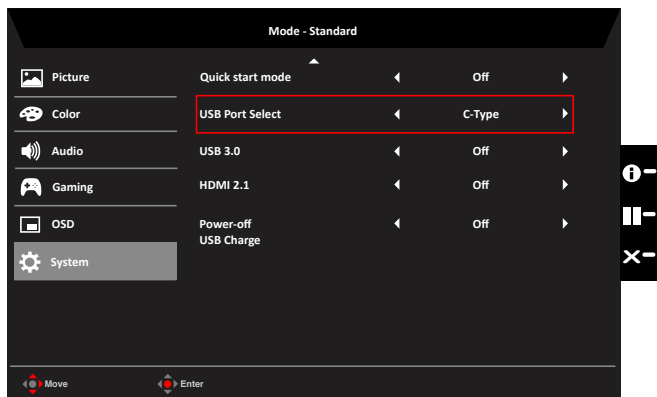 Mode - Standard
Picture
Color
Audio
Gaming
OSD
System
Quick start mode Off
USB Port Select C-Type
USB 3.0 Off
HDMI 2.1 Off
Power-off Off
USB Charge
Move Enter